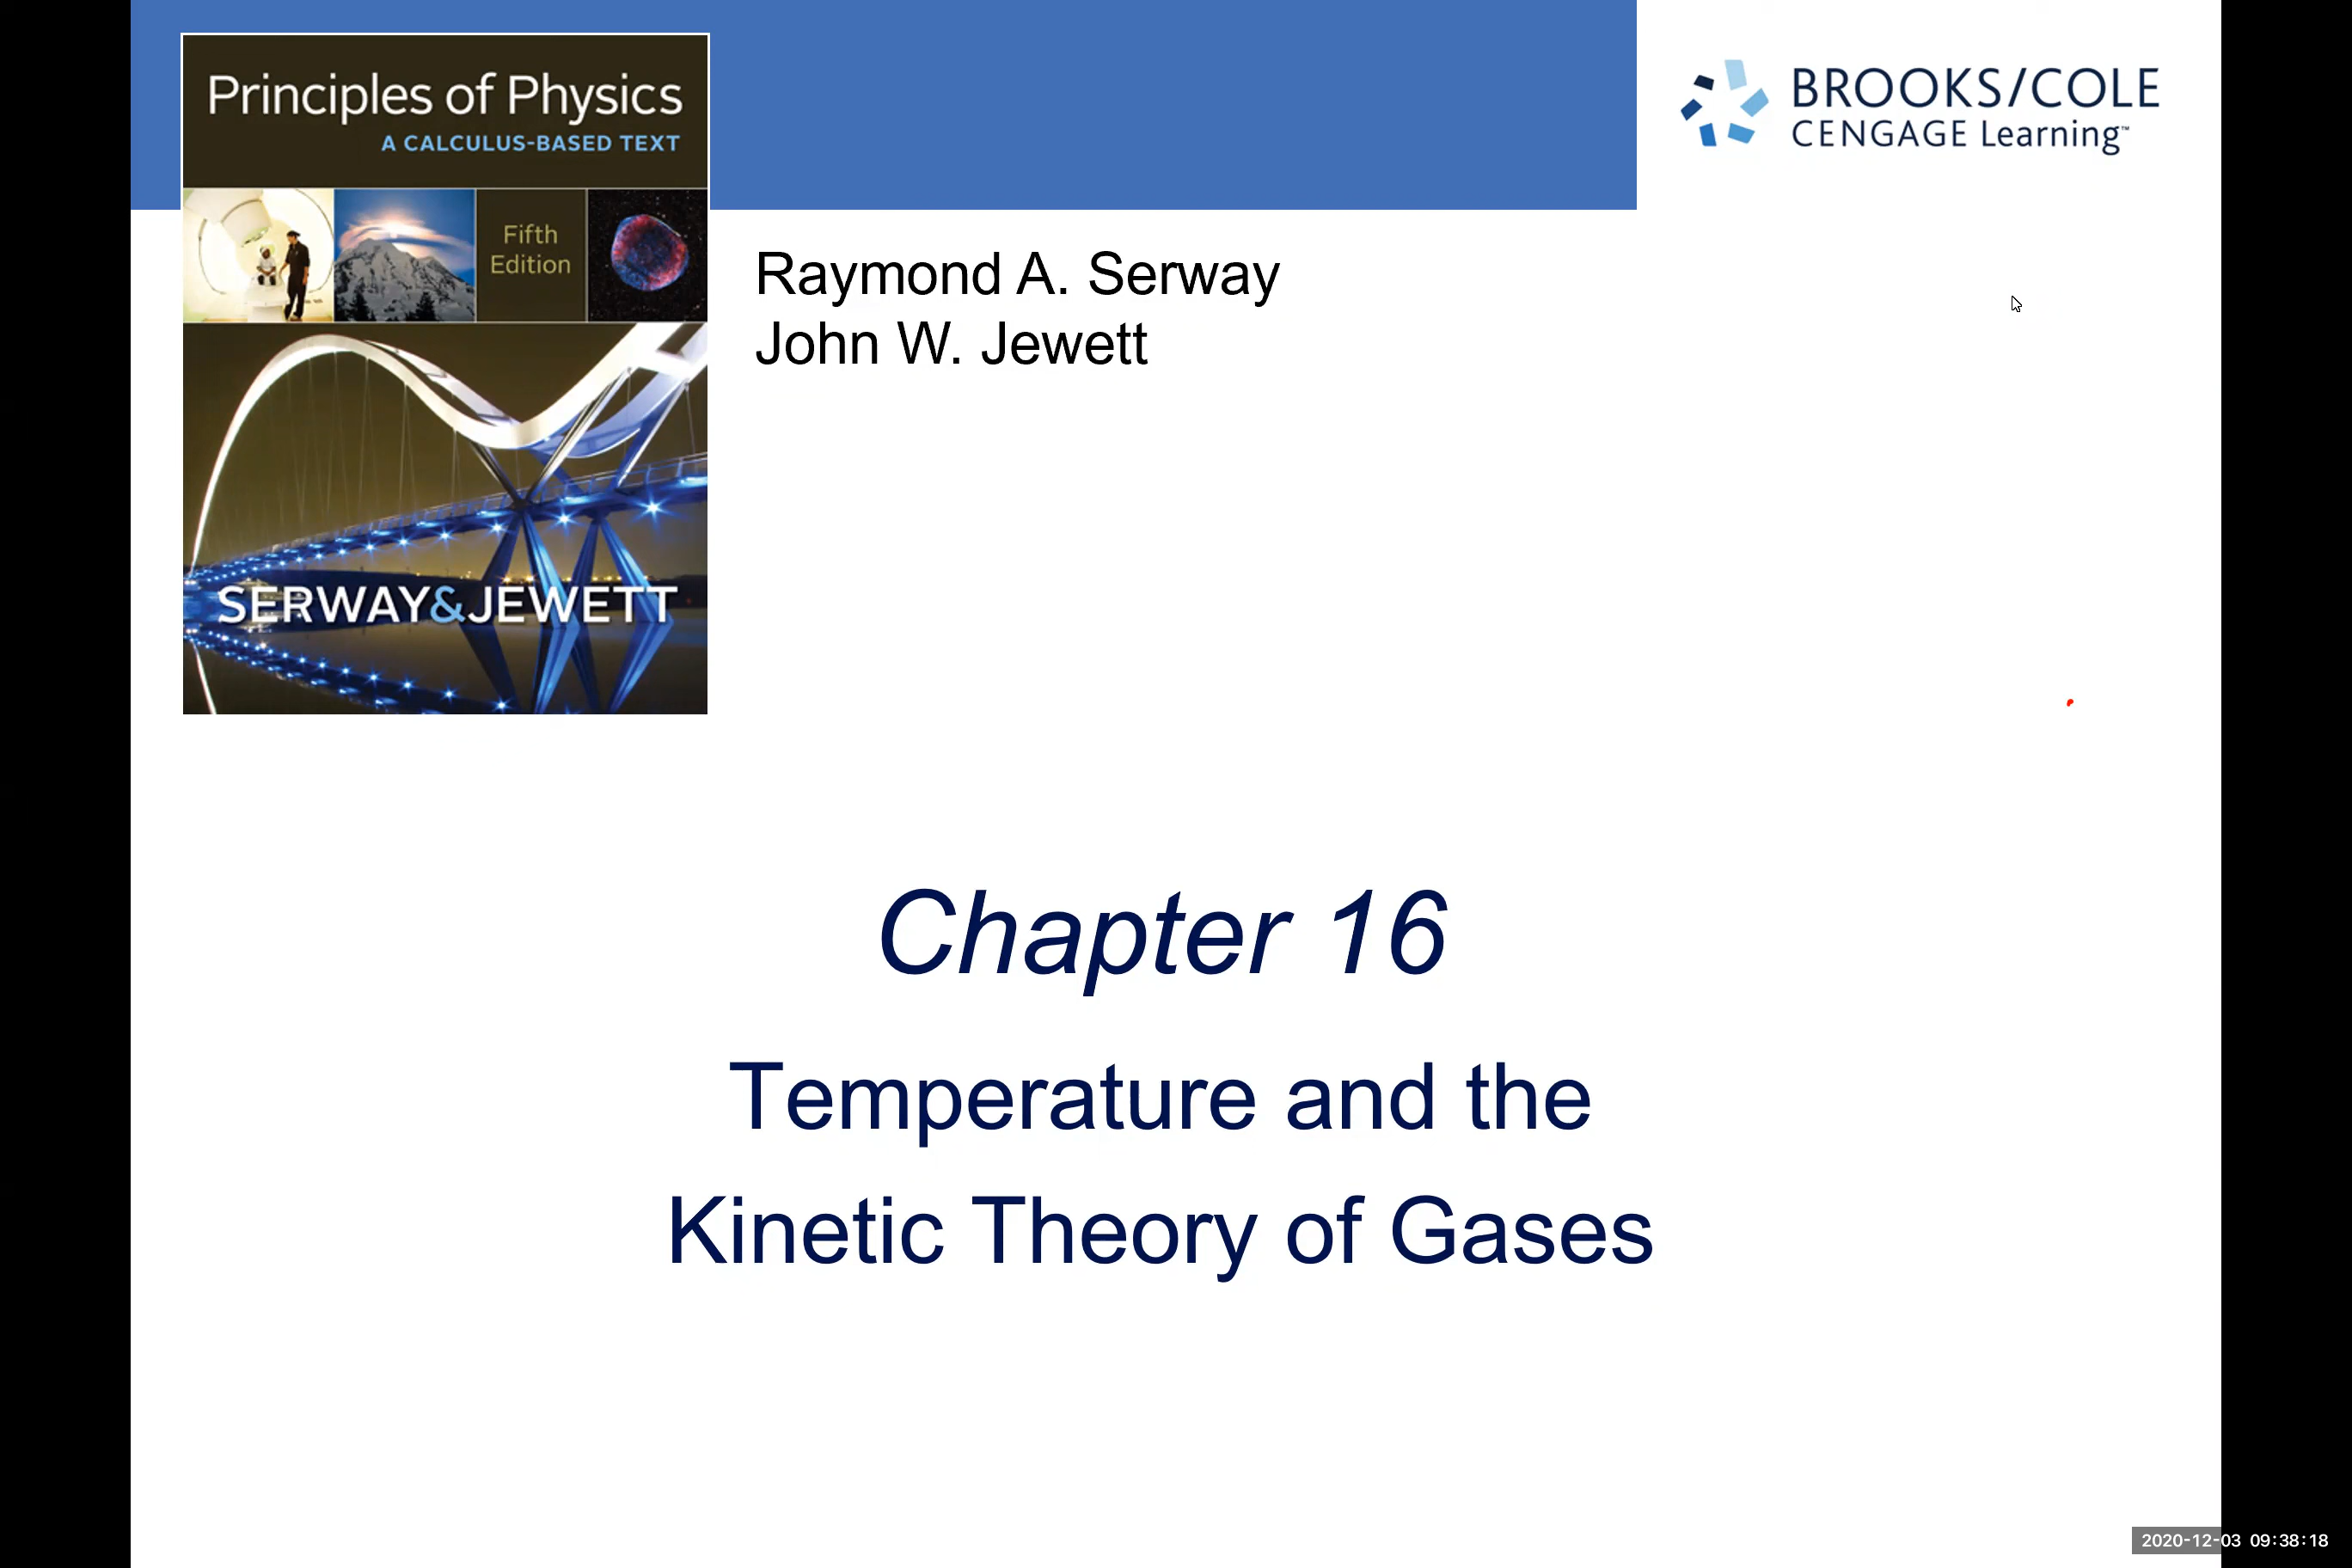 Principles of Physics
A CALCULUS-BASED TEXT
Fifth
Edition
SERWAY&JEWETT
BROOKS/COLE
CENGAGE Learning™
Raymond A. Serway
John W. Jewett
Chapter 16
Temperature and the
Kinetic Theory of Gases
2020-12-03 09:38:18